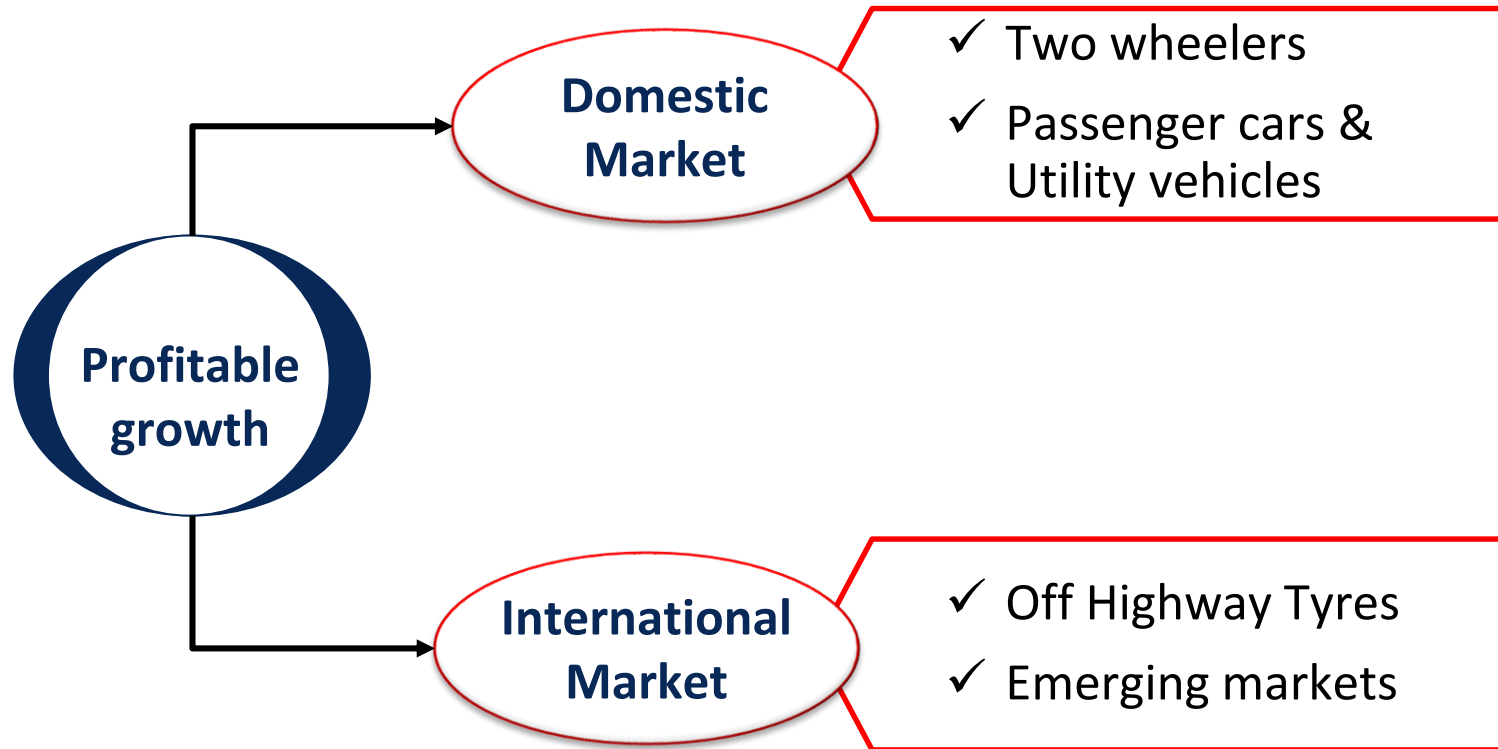 Domestic
Market
✓ Two wheelers
✓ Passenger cars &
Utility vehicles
Profitable
growth
International
Market
✓ Off Highway Tyres
✓ Emerging markets